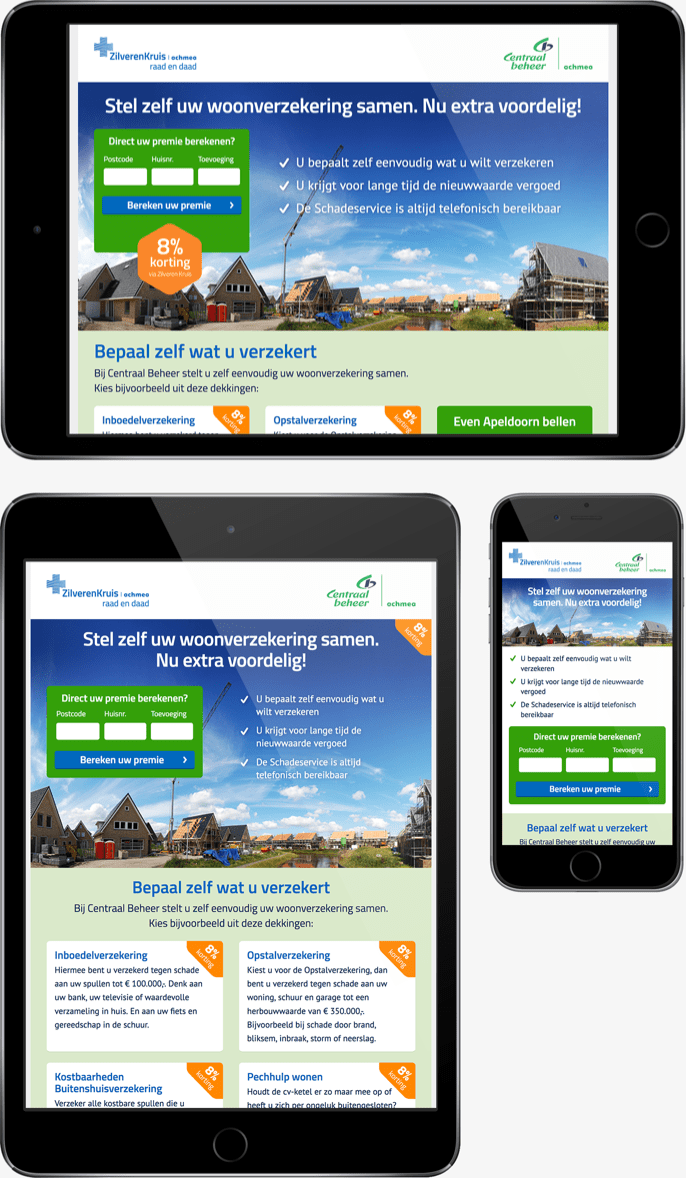 ZilverenKruis | achmea
raad en daad
Centraal
beheer
achmea
Stel zelf uw woonverzekering samen. Nu extra voordelig!
Direct uw premie berekenen?
Postcode Huisnr. Toevoeging
Bereken uw premie
8%
korting
via Zilveren Kruis
U bepaalt zelf eenvoudig wat u wilt verzekeren
U krijgt voor lange tijd de nieuwwaarde vergoed
De Schadeservice is altijd telefonisch bereikbaar
Bepaal zelf wat u verzekert
Bij Centraal Beheer stelt u zelf eenvoudig uw woonverzekering samen.
Kies bijvoorbeeld uit deze dekkingen:
Inboedelverzekering
8%
korting
Opstalverzekering
8%
korting
Even Apeldoorn bellen
ZilverenKruis | achmea
raad en daad
Centraal
beheer
achmea
Stel zelf uw woonverzekering samen.
Nu extra voordelig!
8%
korting
Direct uw premie berekenen?
Postcode Huisnr. Toevoeging
Bereken uw premie
U bepaalt zelf eenvoudig wat u
wilt verzekeren
U krijgt voor lange tijd de
nieuwwaarde vergoed
De Schadeservice is altijd
telefonisch bereikbaar
Bepaal zelf wat u verzekert
Bij Centraal Beheer stelt u zelf eenvoudig uw woonverzekering samen.
Kies bijvoorbeeld uit deze dekkingen:
Inboedelverzekering
8%
korting
Hiermee bent u verzekerd tegen schade
aan uw spullen tot € 100.000,-. Denk aan
uw bank, uw televisie of waardevolle
verzameling in huis. En aan uw fiets en
gereedschap in de schuur.
Opstalverzekering
8%
korting
Kiest u voor de Opstalverzekering, dan
bent u verzekerd tegen schade aan uw
woning, schuur en garage tot een
herbouwwaarde van € 350.000,-.
Bijvoorbeeld bij schade door brand,
bliksem, inbraak, storm of neerslag.
Kostbaarheden
Buitenshuisverzekering
8%
korting
Verzeker alle kostbare spullen die u
Pechhulp wonen
8%
korting
Houdt de cv-ketel er zo maar mee op of
heeft u zich per ongeluk buitengesloten?
ZilverenKruis | achmea
raad en daad
Centraal
beheer
achmea
Stel zelf uw woonverzekering
samen. Nu extra voordelig!
U bepaalt zelf eenvoudig wat u wilt
verzekeren
U krijgt voor lange tijd de nieuwwaarde
vergoed
De Schadeservice is altijd telefonisch
bereikbaar
Direct uw premie berekenen?
Postcode Huisnr. Toevoeging
Bereken uw premie
Bepaal zelf wat u verzekert
Bij Centraal Beheer stelt u zelf eenvoudig uw